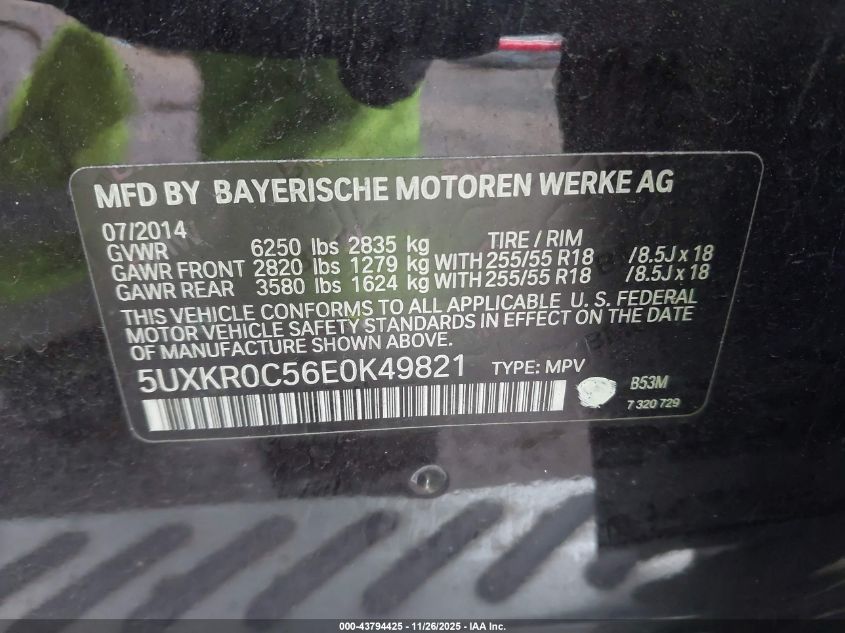 MFD BY BAYERISCHE MOTOREN WERKE AG
07/2014 TIRE / RIM
GVWR 6250 lbs 2835 kg
GAWR FRONT 2820 lbs 1279 kg WITH 255/55 R18 /8.5J x 18
GAWR REAR 3580 lbs 1624 kg WITH 255/55 R18 /8.5J x 18
THIS VEHICLE CONFORMS TO ALL APPLICABLE U. S. FEDERAL
MOTOR VEHICLE SAFETY STANDARDS IN EFFECT ON THE DATE
OF MANUFACTURE SHOWN ABOVE.
5UXKR0C56E0K49821 TYPE: MPV B53M
7 320 729
000-43794425 - 11/26/2025 - IAA Inc.